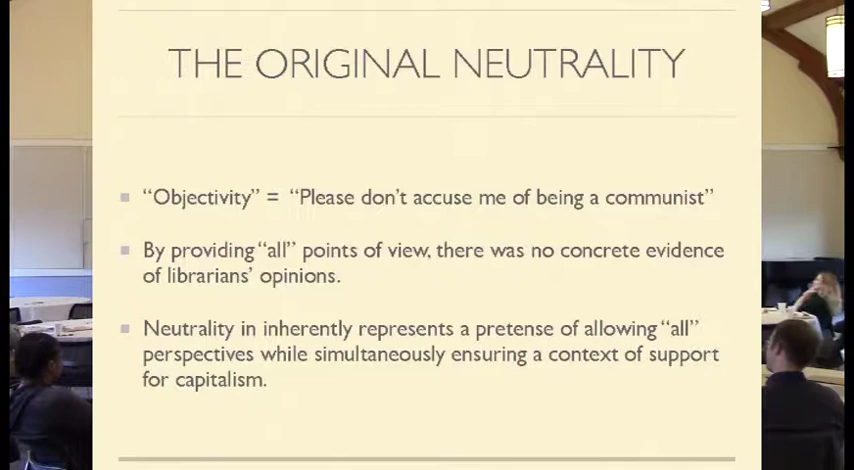 THE ORIGINAL NEUTRALITY
“Objectivity” = “Please don’t accuse me of being a communist”
By providing “all” points of view, there was no concrete evidence
of librarians’ opinions.
Neutrality in inherently represents a pretense of allowing “all”
perspectives while simultaneously ensuring a context of support
for capitalism.